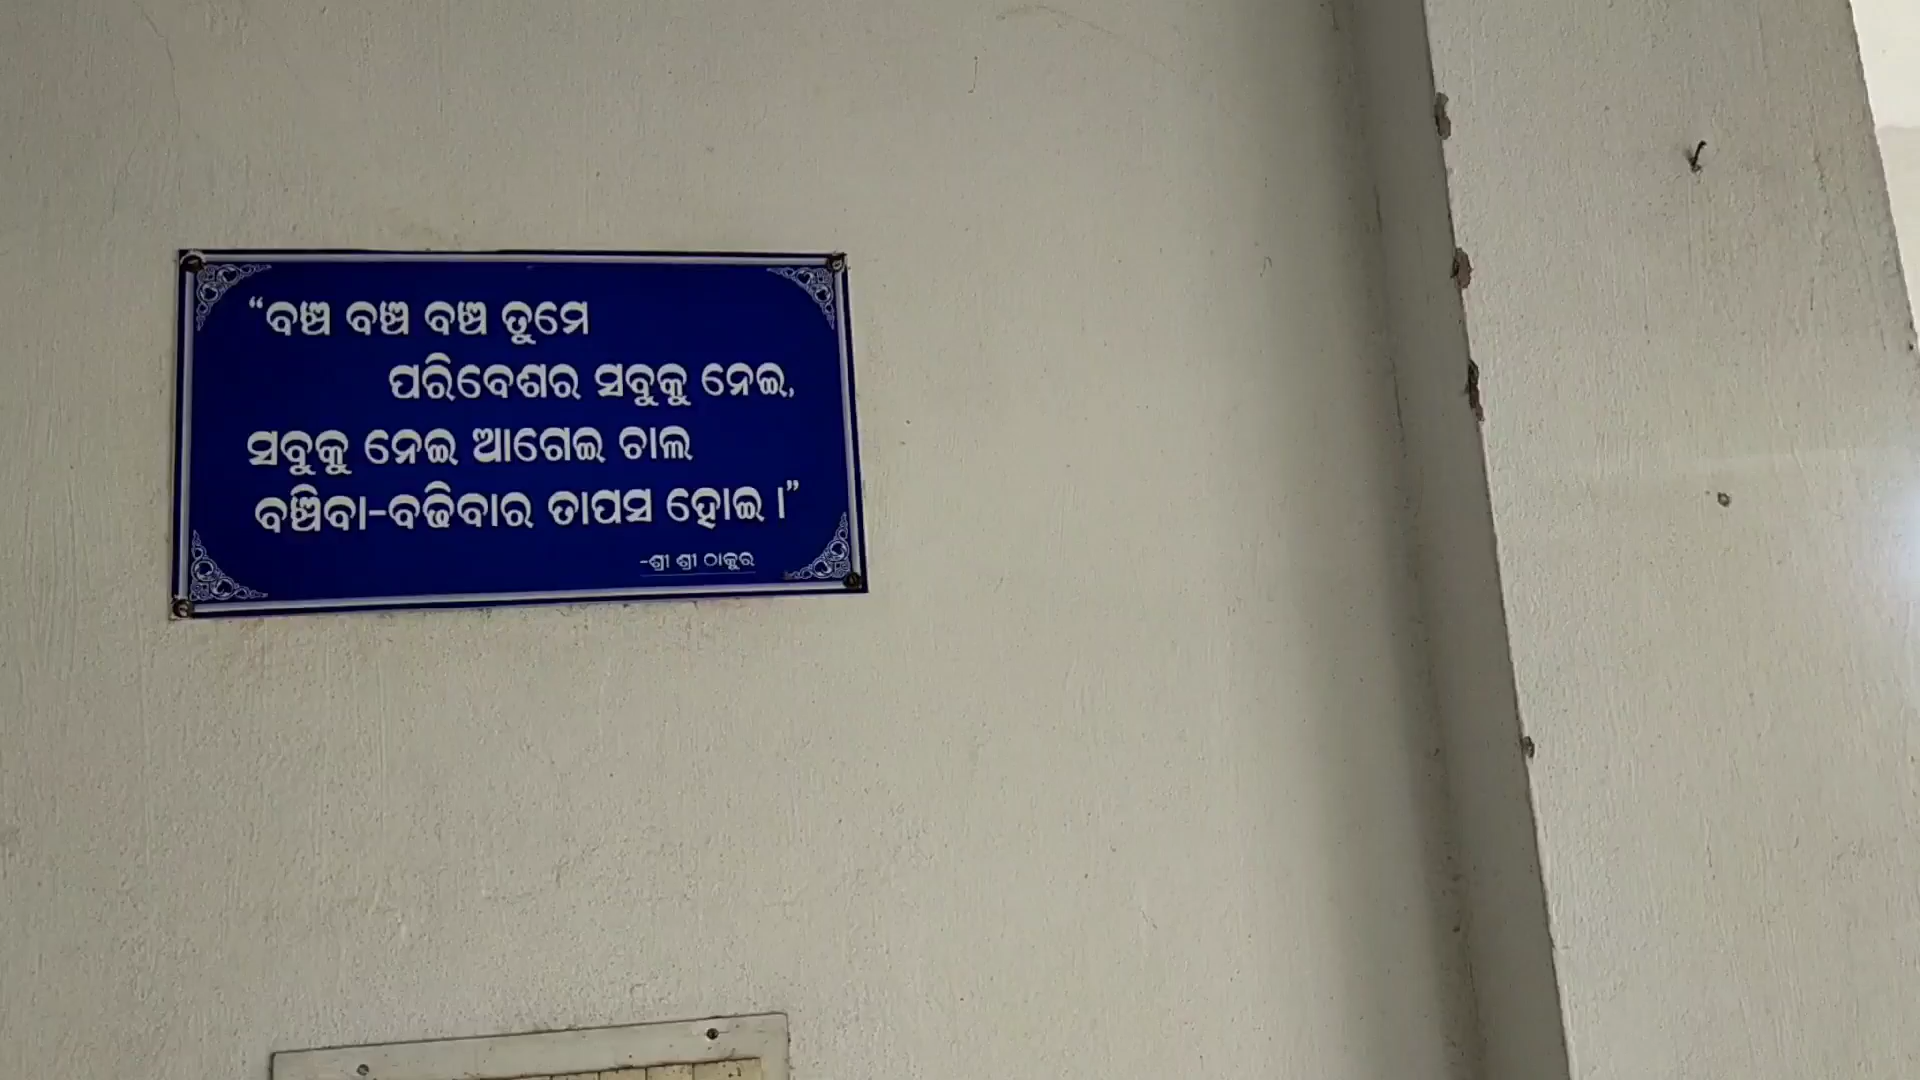 “ବଞ୍ଚ ବଞ୍ଚ ବଞ୍ଚ ତୁମେ
ପରିବେଶର ସବୁକୁ ନେଇ,
ସବୁକୁ ନେଇ ଆଗେଇ ଚାଲ
ବଞ୍ଚିବା-ବଢିବାର ତାପସ ହୋଇ ।”
-ଶ୍ରୀ ଶ୍ରୀ ଠାକୁର